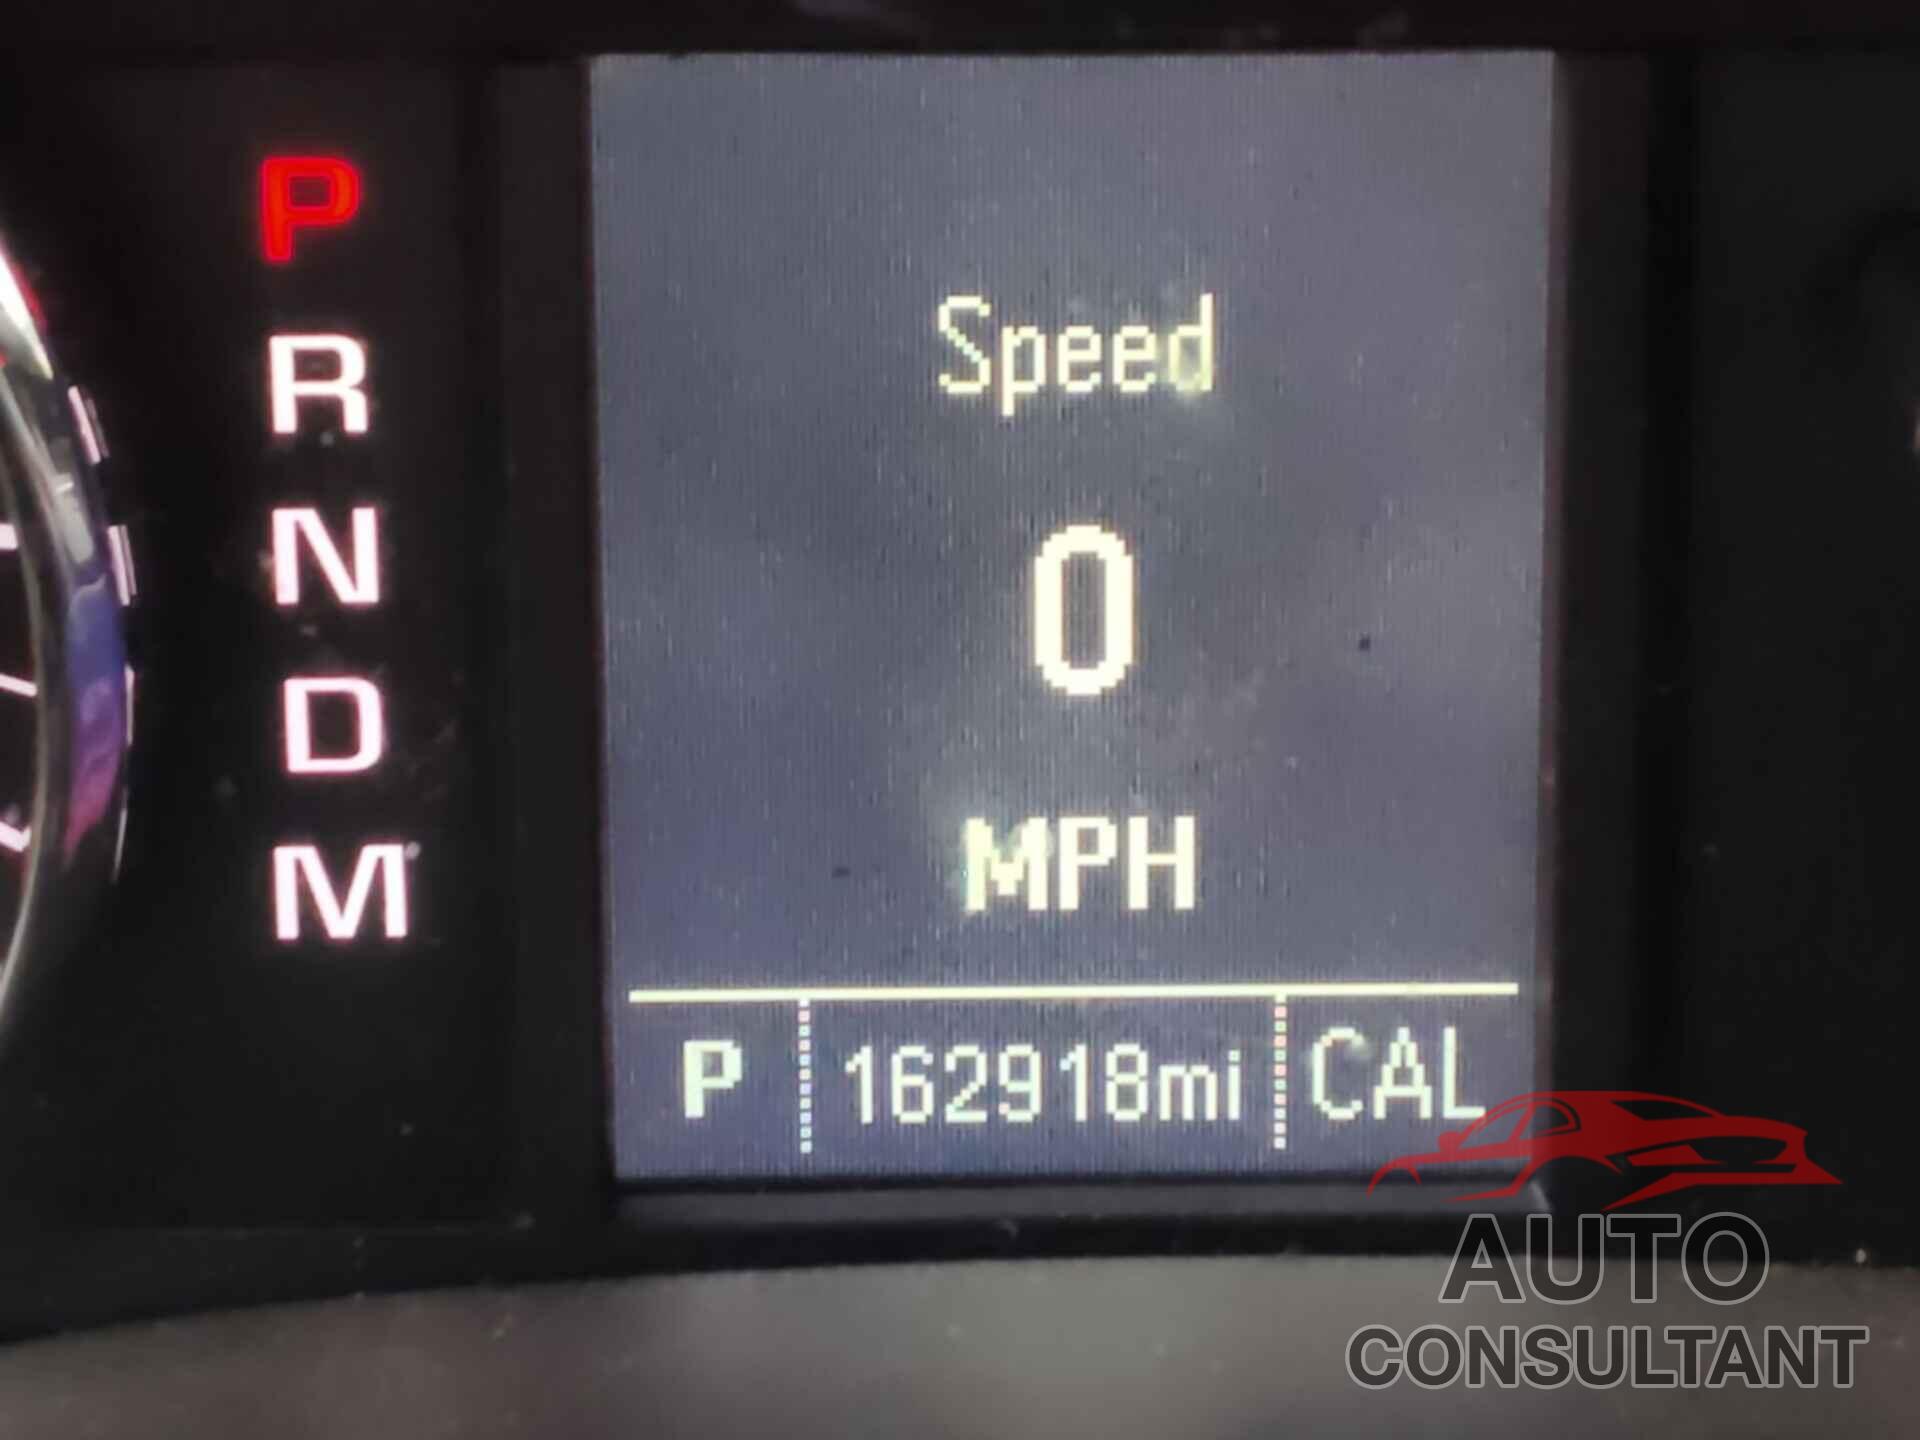 P
R
N
D
M
Speed
0
MPH
P 162918mi CAL
AUTO
CONSULTANT